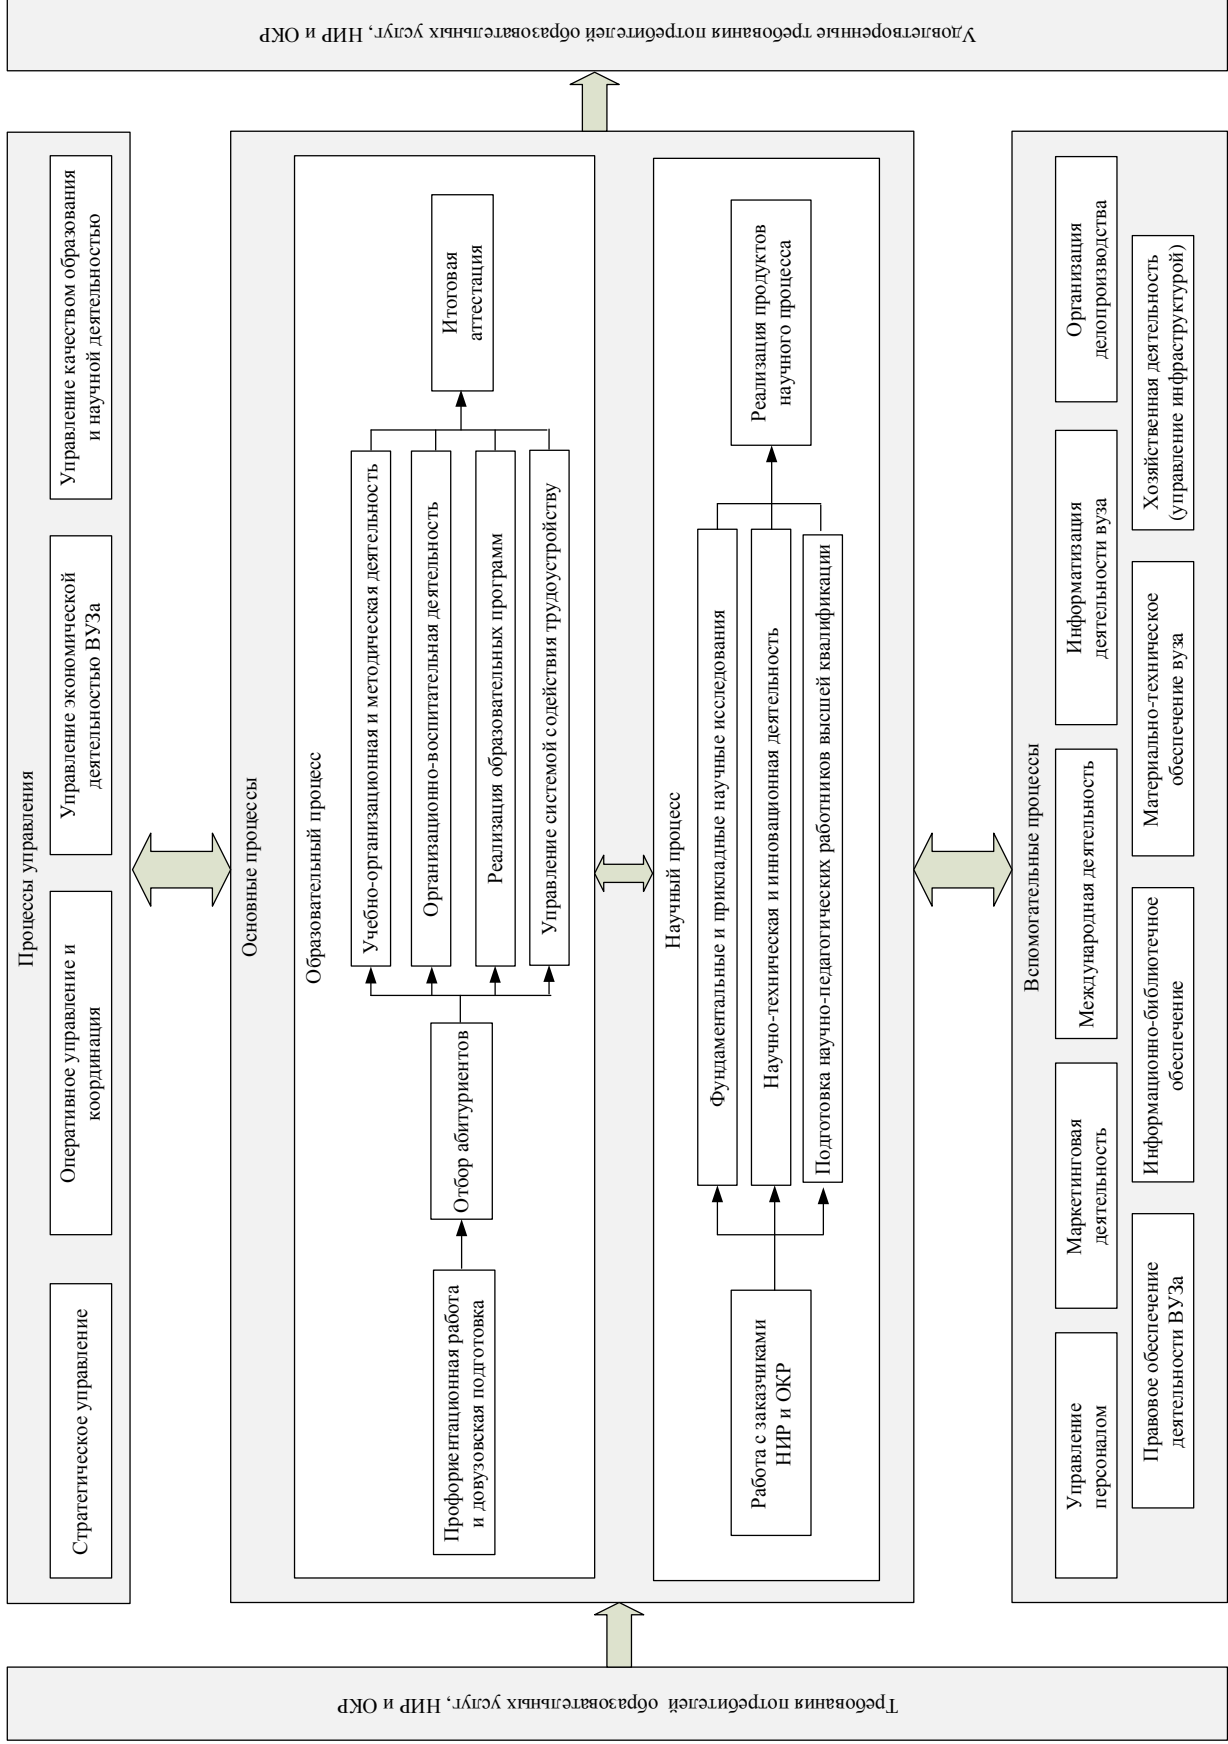 Требования потребителей образовательных услуг, НИР и ОКР
Процессы управления
Стратегическое управление
Оперативное управление и
координация
Управление экономической
деятельностью ВУЗа
Управление качеством образования
и научной деятельностью
Основные процессы
Образовательный процесс
Профориентационная работа
и довузовская подготовка
Отбор абитуриентов
Учебно-организационная и методическая деятельность
Организационно-воспитательная деятельность
Реализация образовательных программ
Управление системой содействия трудоустройству
Итоговая
аттестация
Научный процесс
Работа с заказчиками
НИР и ОКР
Фундаментальные и прикладные научные исследования
Научно-техническая и инновационная деятельность
Подготовка научно-педагогических работников высшей квалификации
Реализация продуктов
научного процесса
Вспомогательные процессы
Управление
персоналом
Маркетинговая
деятельность
Международная деятельность
Информатизация
деятельности вуза
Организация
делопроизводства
Правовое обеспечение
деятельности ВУЗа
Информационно-библиотечное
обеспечение
Материально-техническое
обеспечение вуза
Хозяйственная деятельность
(управление инфраструктурой)
Удовлетворенные требования потребителей образовательных услуг, НИР и ОКР